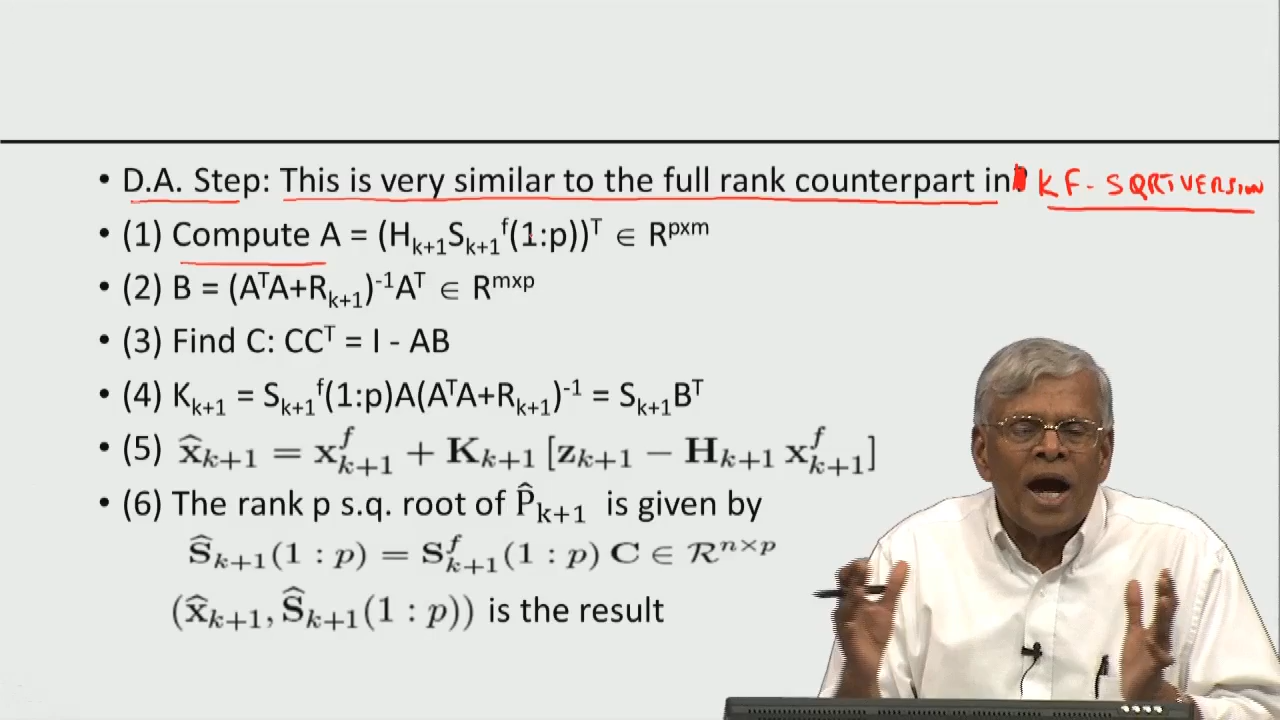 • D.A. Step: This is very similar to the full rank counterpart in KF - SQRT VERSION
• (1) Compute A = (Hₖ₊₁Sₖ₊₁ᶠ(1:p))ᵀ ∈ Rᵖˣᵐ
• (2) B = (AᵀA+Rₖ₊₁)⁻¹Aᵀ ∈ Rᵐˣᵖ
• (3) Find C: CCᵀ = I - AB
• (4) Kₖ₊₁ = Sₖ₊₁ᶠ(1:p)A(AᵀA+Rₖ₊₁)⁻¹ = Sₖ₊₁Bᵀ
• (5) x̂ₖ₊₁ = xᶠₖ₊₁ + Kₖ₊₁ [zₖ₊₁ − Hₖ₊₁ xᶠₖ₊₁]
• (6) The rank p s.q. root of P̂ₖ₊₁ is given by
Ŝₖ₊₁(1 : p) = Sᶠₖ₊₁(1 : p) C ∈ ℛⁿˣᵖ
(x̂ₖ₊₁, Ŝₖ₊₁(1 : p)) is the result